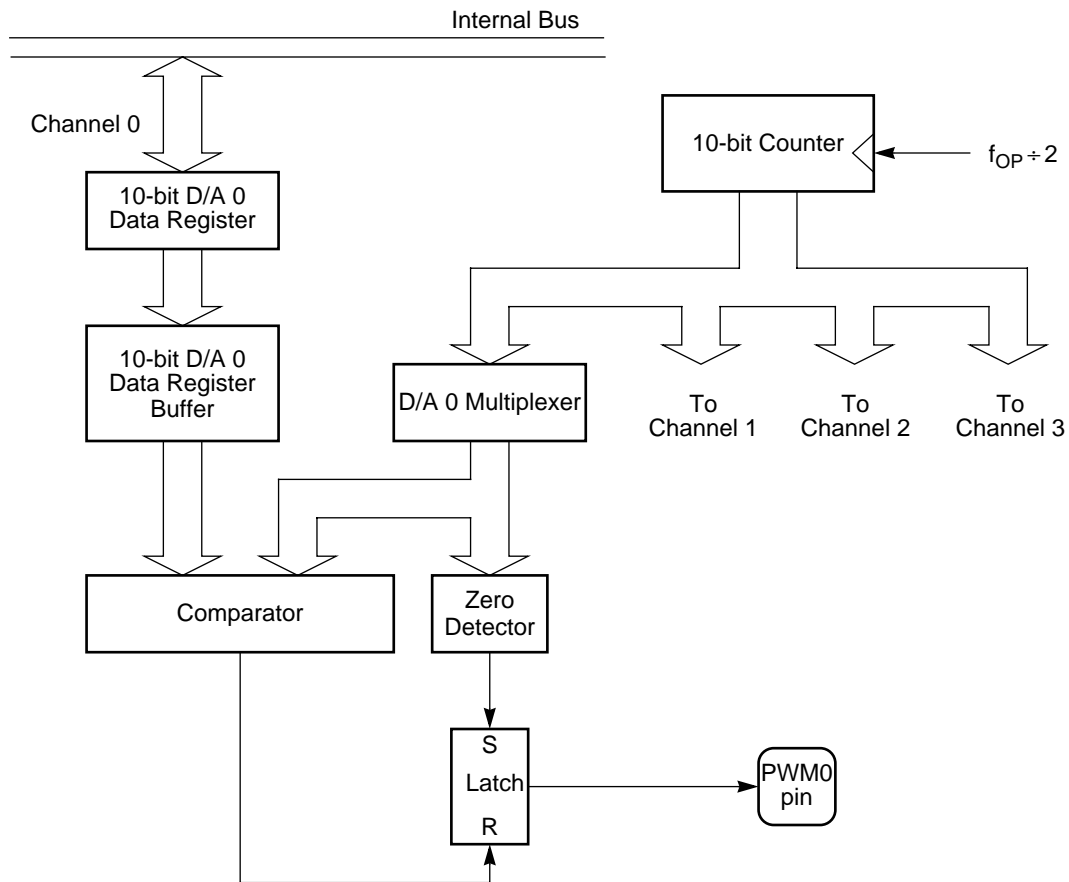 Internal Bus
Channel 0
10-bit Counter
fOP ÷ 2
10-bit D/A 0
Data Register
10-bit D/A 0
Data Register
Buffer
D/A 0 Multiplexer
To
Channel 1
To
Channel 2
To
Channel 3
Comparator
Zero
Detector
S
Latch
R
PWM0
pin